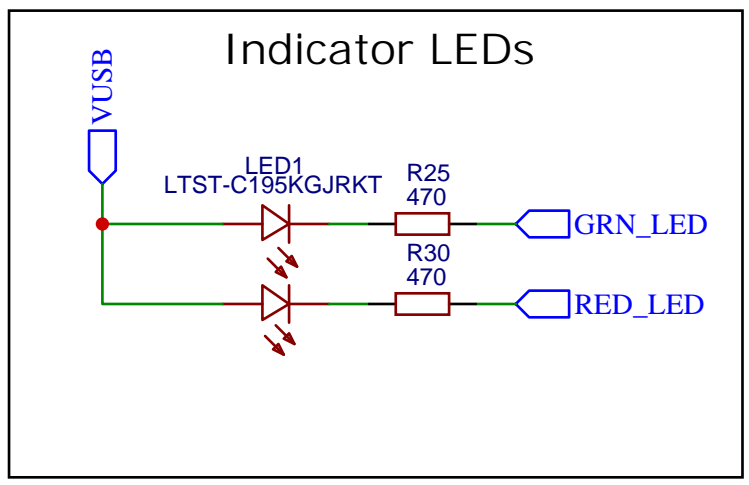 Indicator LEDs
VUSB
LED1
LTST-C195KGJRKT
R25
470
GRN_LED
R30
470
RED_LED